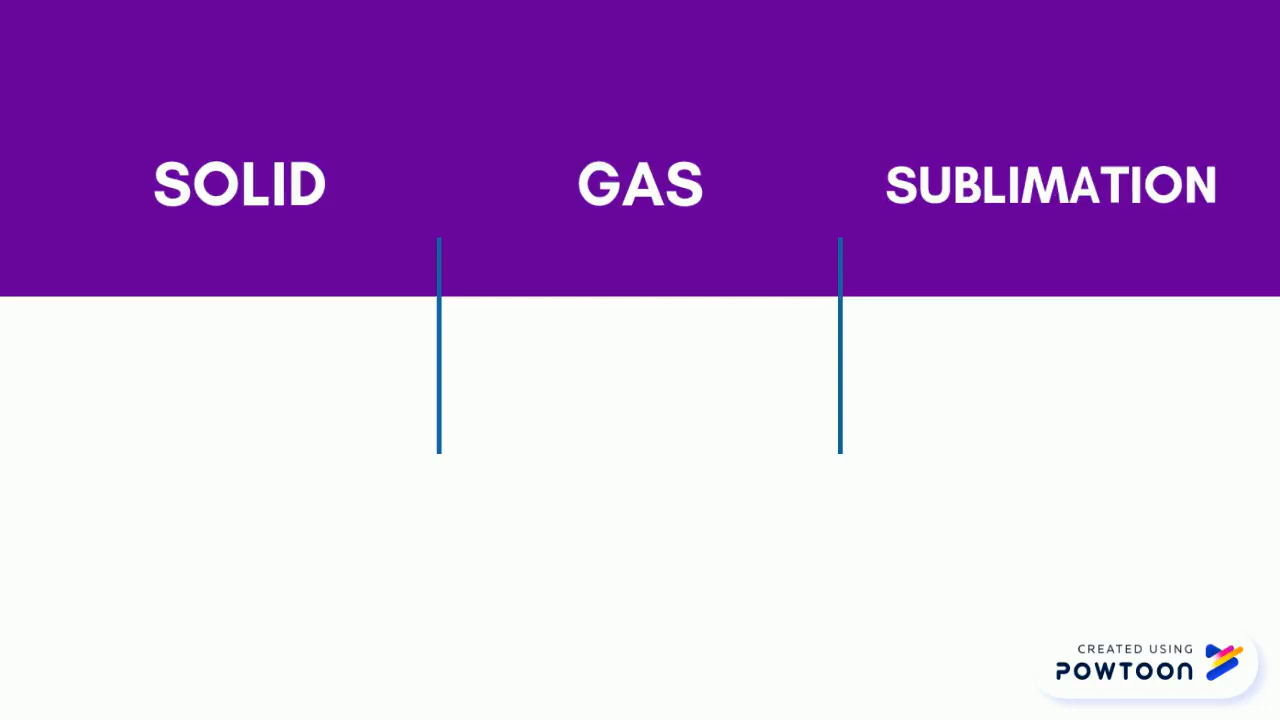 SOLID
GAS
SUBLIMATION
CREATED USING
POWTOON